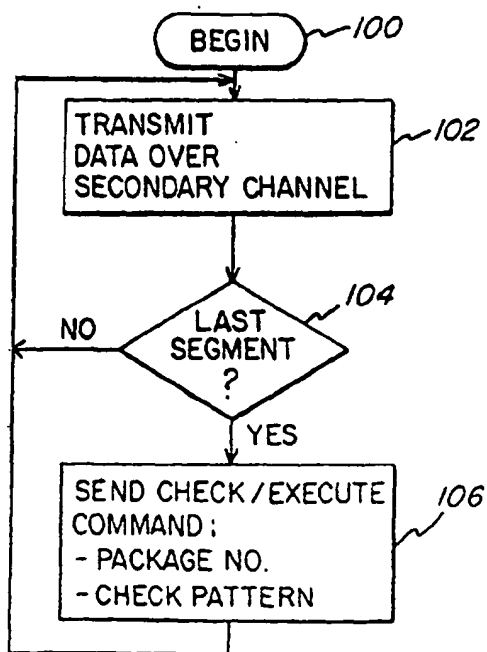 BEGIN
100
TRANSMIT
DATA OVER
SECONDARY CHANNEL
102
LAST
SEGMENT
?
104
NO
YES
SEND CHECK/EXECUTE
COMMAND:
- PACKAGE NO.
- CHECK PATTERN
106